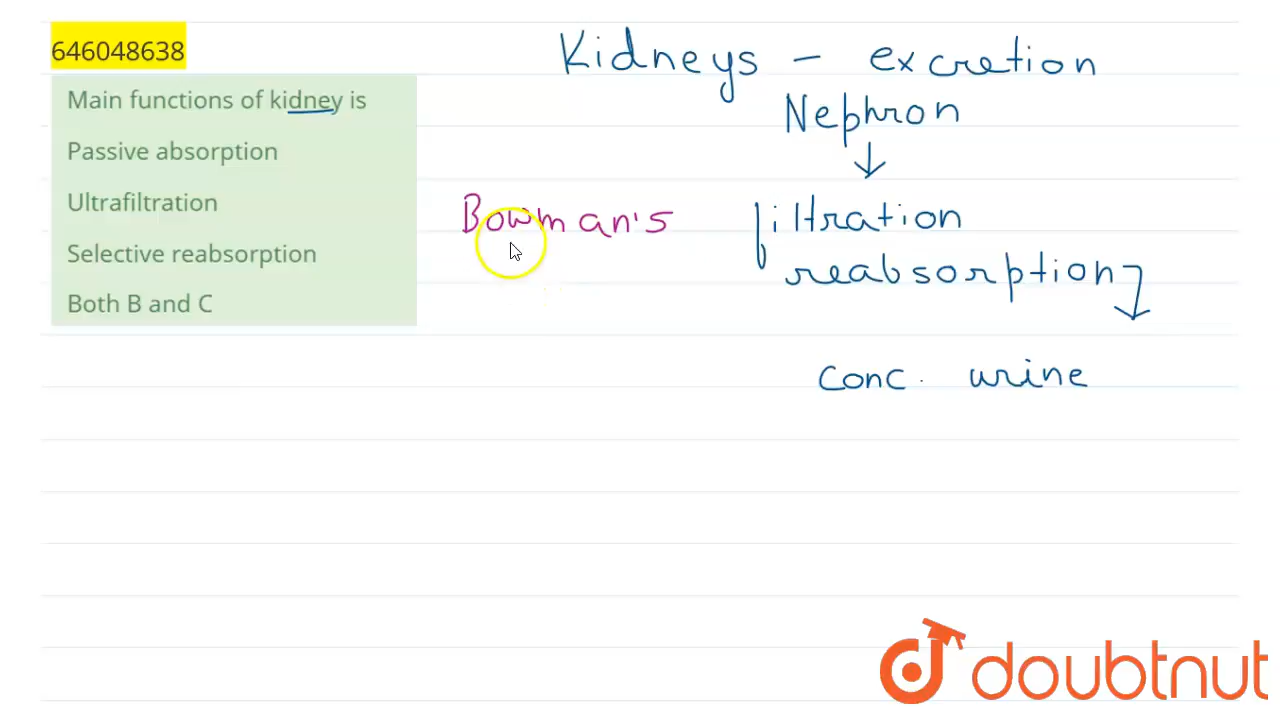 646048638
Main functions of kidney is
Passive absorption
Ultrafiltration
Selective reabsorption
Both B and C
Kidneys - excretion
Nephron
↓
Bowman's filtration
reabsorption
conc. urine
doubtnut